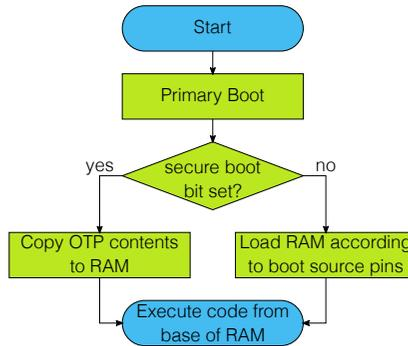 Start
Primary Boot
secure boot
bit set?
yes
no
Copy OTP contents
to RAM
Load RAM according
to boot source pins
Execute code from
base of RAM